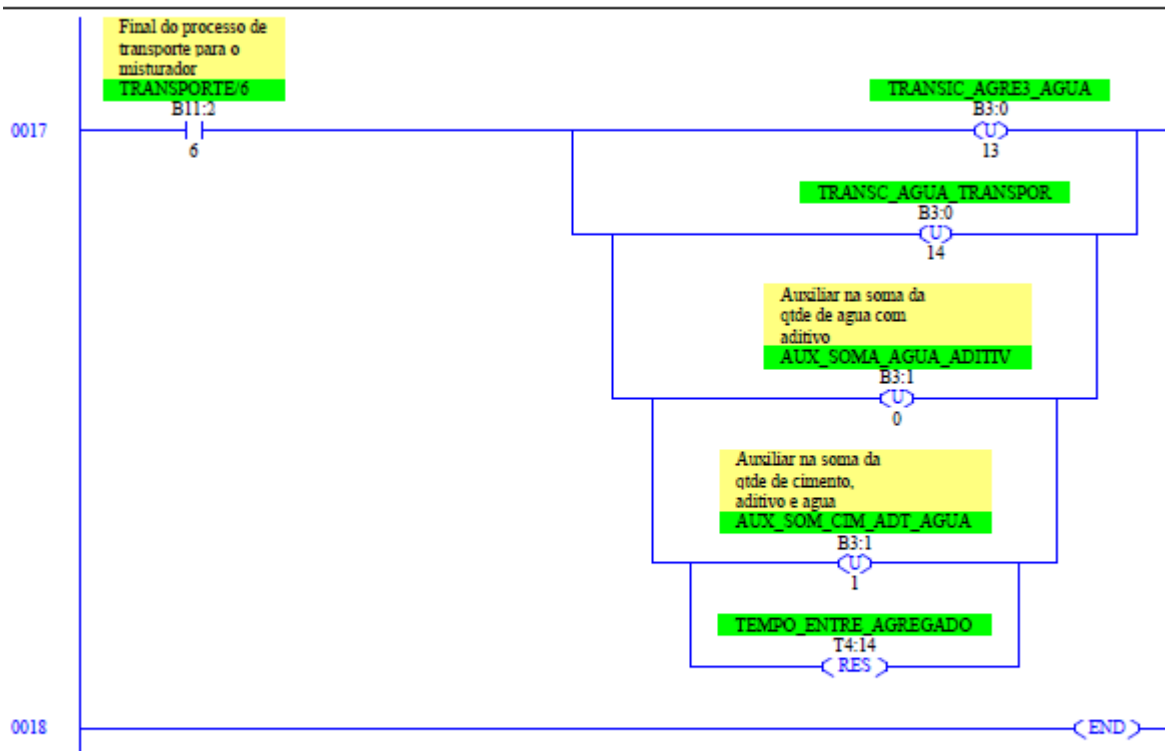 Final do processo de
transporte para o
misturador
TRANSPORTE/6
B11:2
6
0017
TRANSIC_AGRE3_AGUA
B3:0
U
13
TRANSC_AGUA_TRANSPOR
B3:0
U
14
Auxiliar na soma da
qtde de agua com
aditivo
AUX_SOMA_AGUA_ADITIV
B3:1
U
0
Auxiliar na soma da
qtde de cimento,
aditivo e agua
AUX_SOM_CIM_ADT_AGUA
B3:1
U
1
TEMPO_ENTRE_AGREGADO
T4:14
RES
0018
END